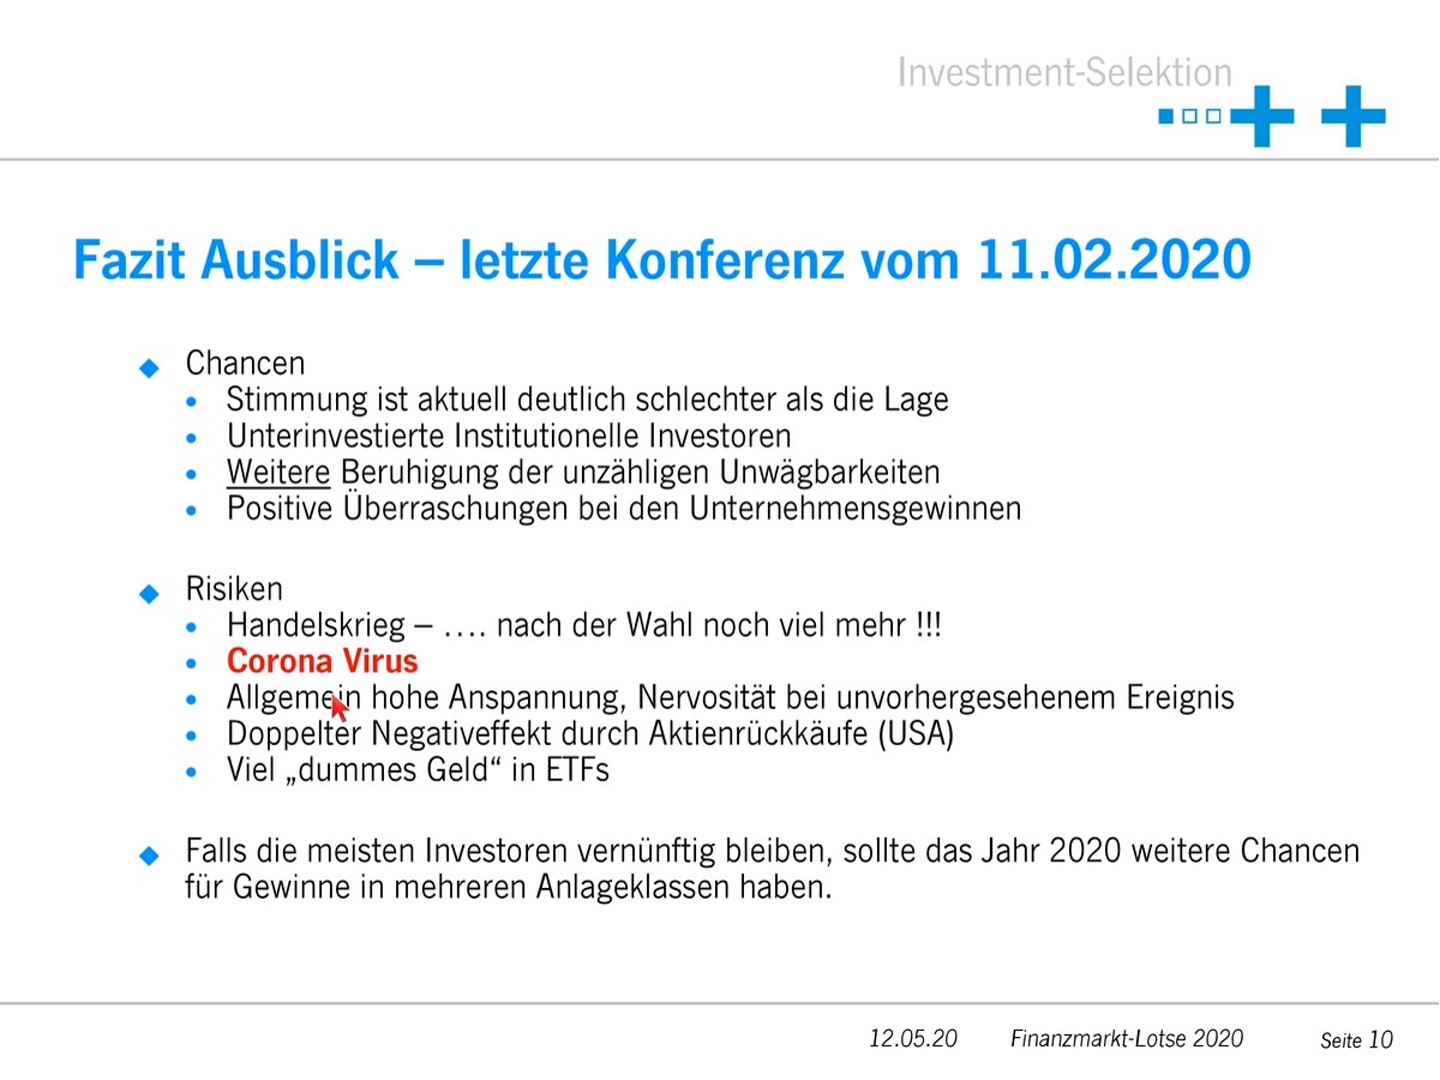 Investment-Selektion
Fazit Ausblick – letzte Konferenz vom 11.02.2020
Chancen
Stimmung ist aktuell deutlich schlechter als die Lage
Unterinvestierte Institutionelle Investoren
Weitere Beruhigung der unzähligen Unwägbarkeiten
Positive Überraschungen bei den Unternehmensgewinnen
Risiken
Handelskrieg – .... nach der Wahl noch viel mehr !!!
Corona Virus
Allgemein hohe Anspannung, Nervosität bei unvorhergesehenem Ereignis
Doppelter Negativeffekt durch Aktienrückkäufe (USA)
Viel „dummes Geld“ in ETFs
Falls die meisten Investoren vernünftig bleiben, sollte das Jahr 2020 weitere Chancen
für Gewinne in mehreren Anlageklassen haben.
12.05.20 Finanzmarkt-Lotse 2020 Seite 10